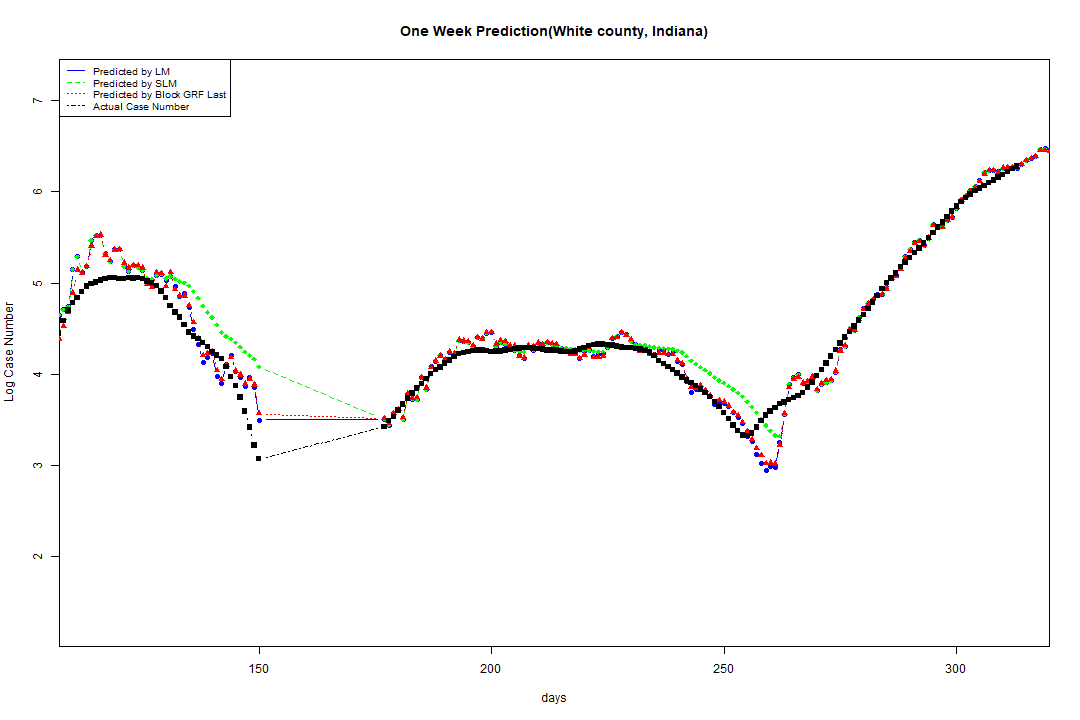 One Week Prediction(White county, Indiana)
Predicted by LM
Predicted by SLM
Predicted by Block GRF Last
Actual Case Number
7
6
5
4
3
2
Log Case Number
150 200 250 300
days